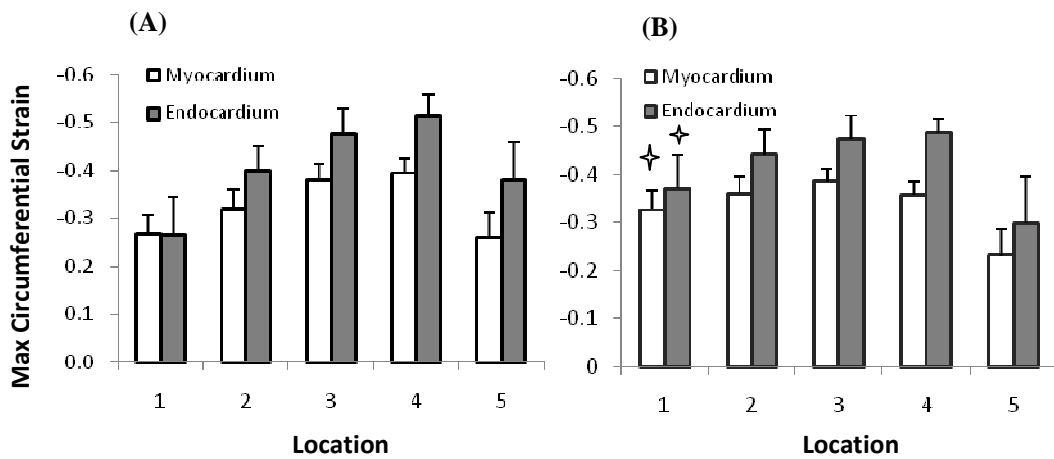 (A)
Max Circumferential Strain
-0.6
-0.5
-0.4
-0.3
0.2
0.1
0.0
Myocardium
Endocardium
1 2 3 4 5
Location
(B)
-0.6
-0.5
-0.4
-0.3
-0.2
-0.1
0
Myocardium
Endocardium
1 2 3 4 5
Location